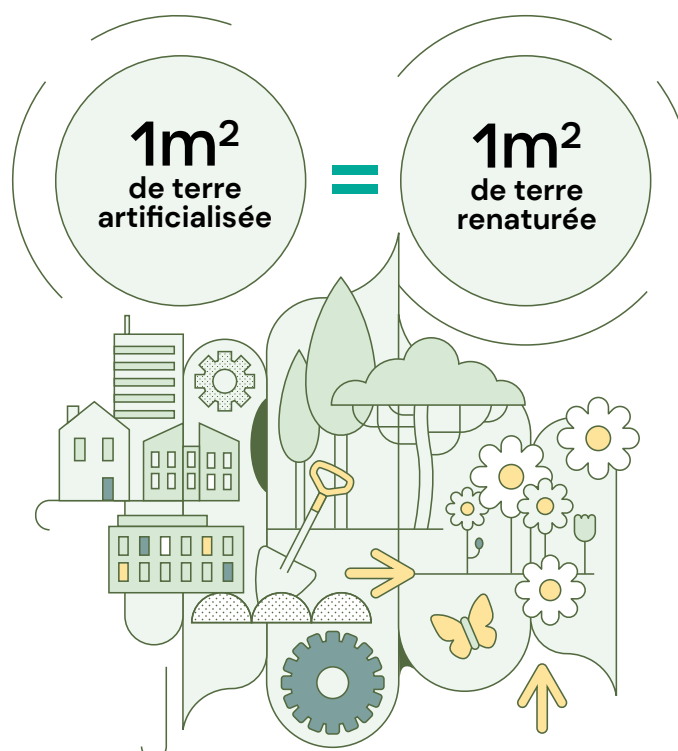 1m²
de terre
artificialisée
=
1m²
de terre
renaturée